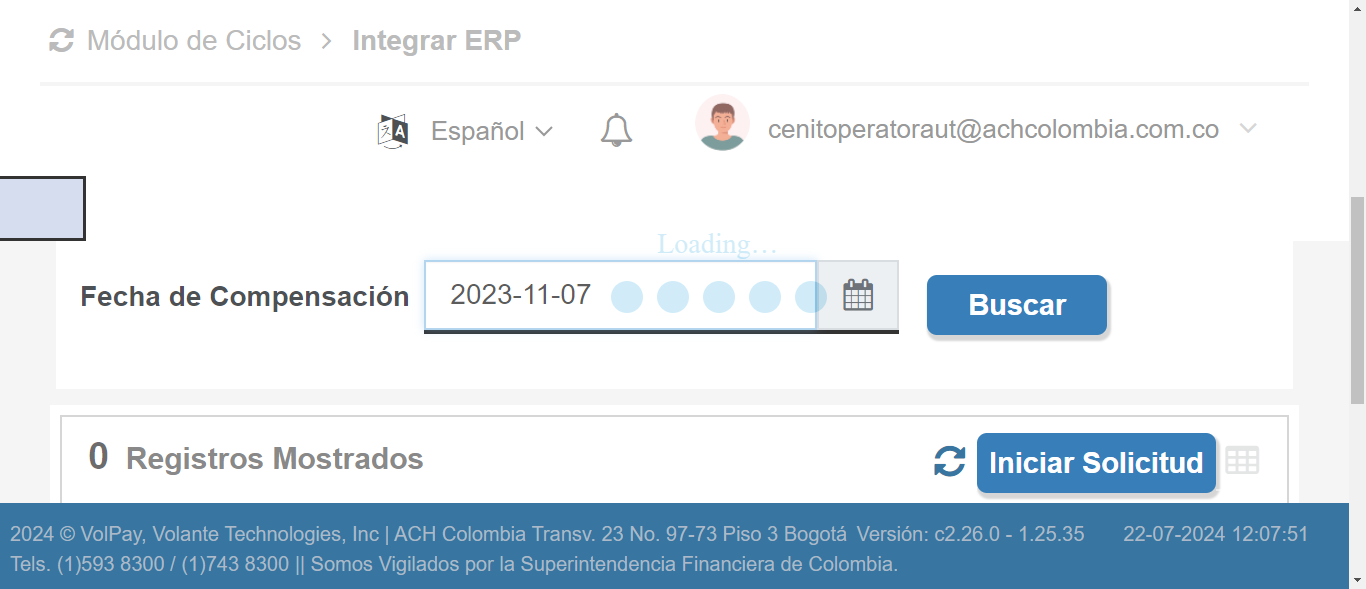 Módulo de Ciclos > Integrar ERP
Español
cenitoperatoraut@achcolombia.com.co
Loading...
Fecha de Compensación 2023-11-07 Buscar
0 Registros Mostrados Iniciar Solicitud
2024 © VolPay, Volante Technologies, Inc | ACH Colombia Transv. 23 No. 97-73 Piso 3 Bogotá Versión: c2.26.0 - 1.25.35 22-07-2024 12:07:51
Tels. (1)593 8300 / (1)743 8300 || Somos Vigilados por la Superintendencia Financiera de Colombia.